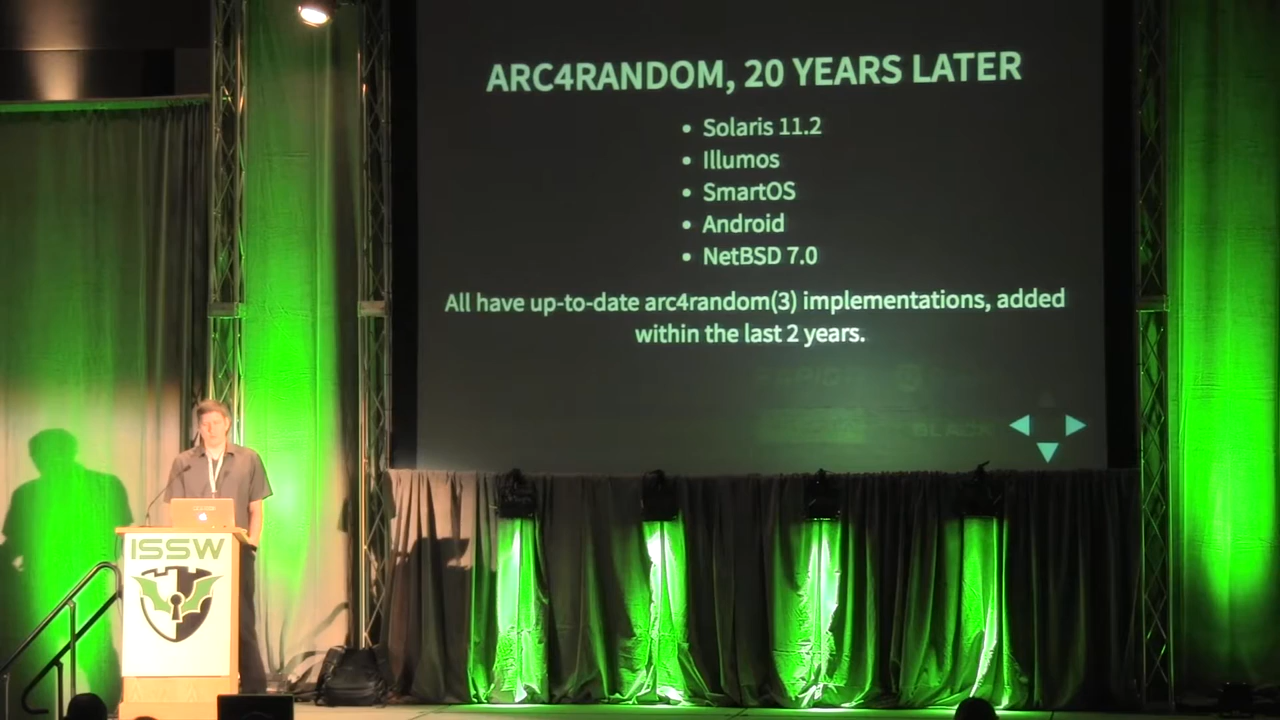 ARC4RANDOM, 20 YEARS LATER
• Solaris 11.2
• Illumos
• SmartOS
• Android
• NetBSD 7.0
All have up-to-date arc4random(3) implementations, added
within the last 2 years.
ISSW